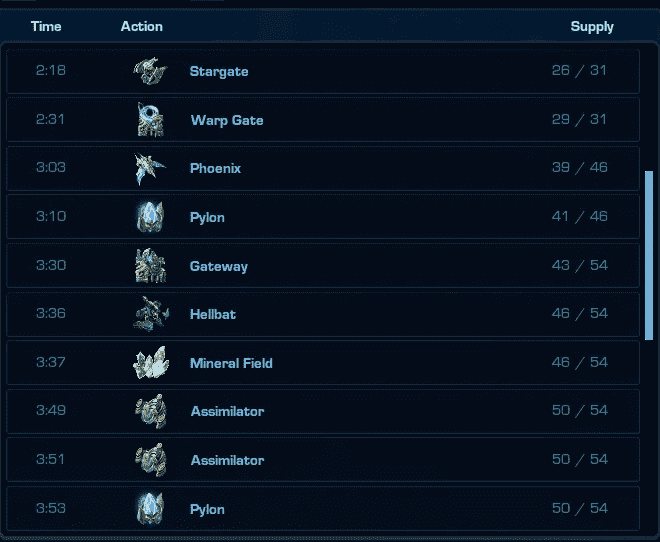 Time Action Supply
2:18 Stargate 26 / 31
2:31 Warp Gate 29 / 31
3:03 Phoenix 39 / 46
3:10 Pylon 41 / 46
3:30 Gateway 43 / 54
3:36 Hellbat 46 / 54
3:37 Mineral Field 46 / 54
3:49 Assimilator 50 / 54
3:51 Assimilator 50 / 54
3:53 Pylon 50 / 54